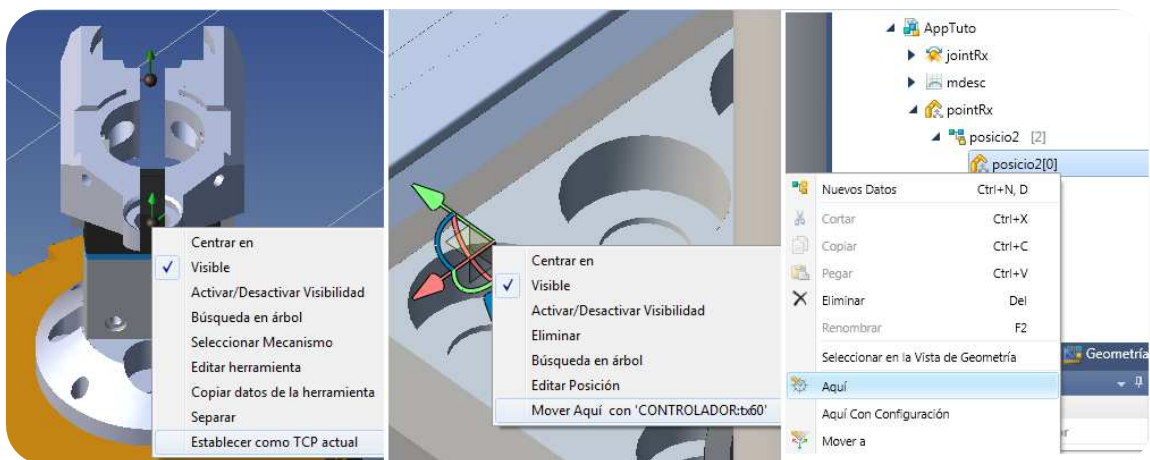 Centrar en
Visible
Activar/Desactivar Visibilidad
Búsqueda en árbol
Seleccionar Mecanismo
Editar herramienta
Copiar datos de la herramienta
Separar
Establecer como TCP actual
Centrar en
Visible
Activar/Desactivar Visibilidad
Eliminar
Búsqueda en árbol
Editar Posición
Mover Aquí con 'CONTROLADOR:tx60'
AppTuto
jointRx
mdesc
pointRx
posicio2 [2]
posicio2[0]
Nuevos Datos Ctrl+N, D
Cortar Ctrl+X
Copiar Ctrl+C
Pegar Ctrl+V
Eliminar Del
Renombrar F2
Seleccionar en la Vista de Geometría
Aquí
Aquí Con Configuración
Mover a
Geometría